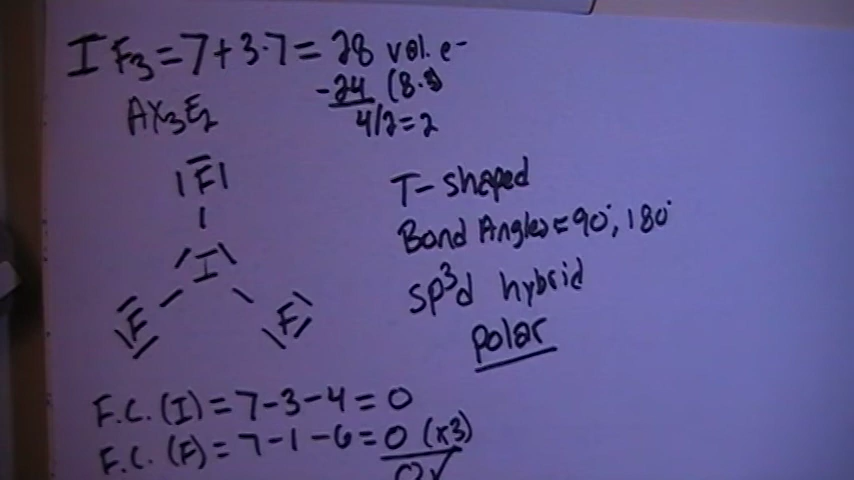 IF₃ = 7 + 3·7 = 28 val. e⁻
-24 (8·3
AX₃E₂
4/2 = 2
|F|
T-shaped
Bond Angles = 90°, 180°
I
sp³d hybrid
F F
polar
F.C. (I) = 7 - 3 - 4 = 0
F.C. (F) = 7 - 1 - 6 = 0 (x3)
0✓